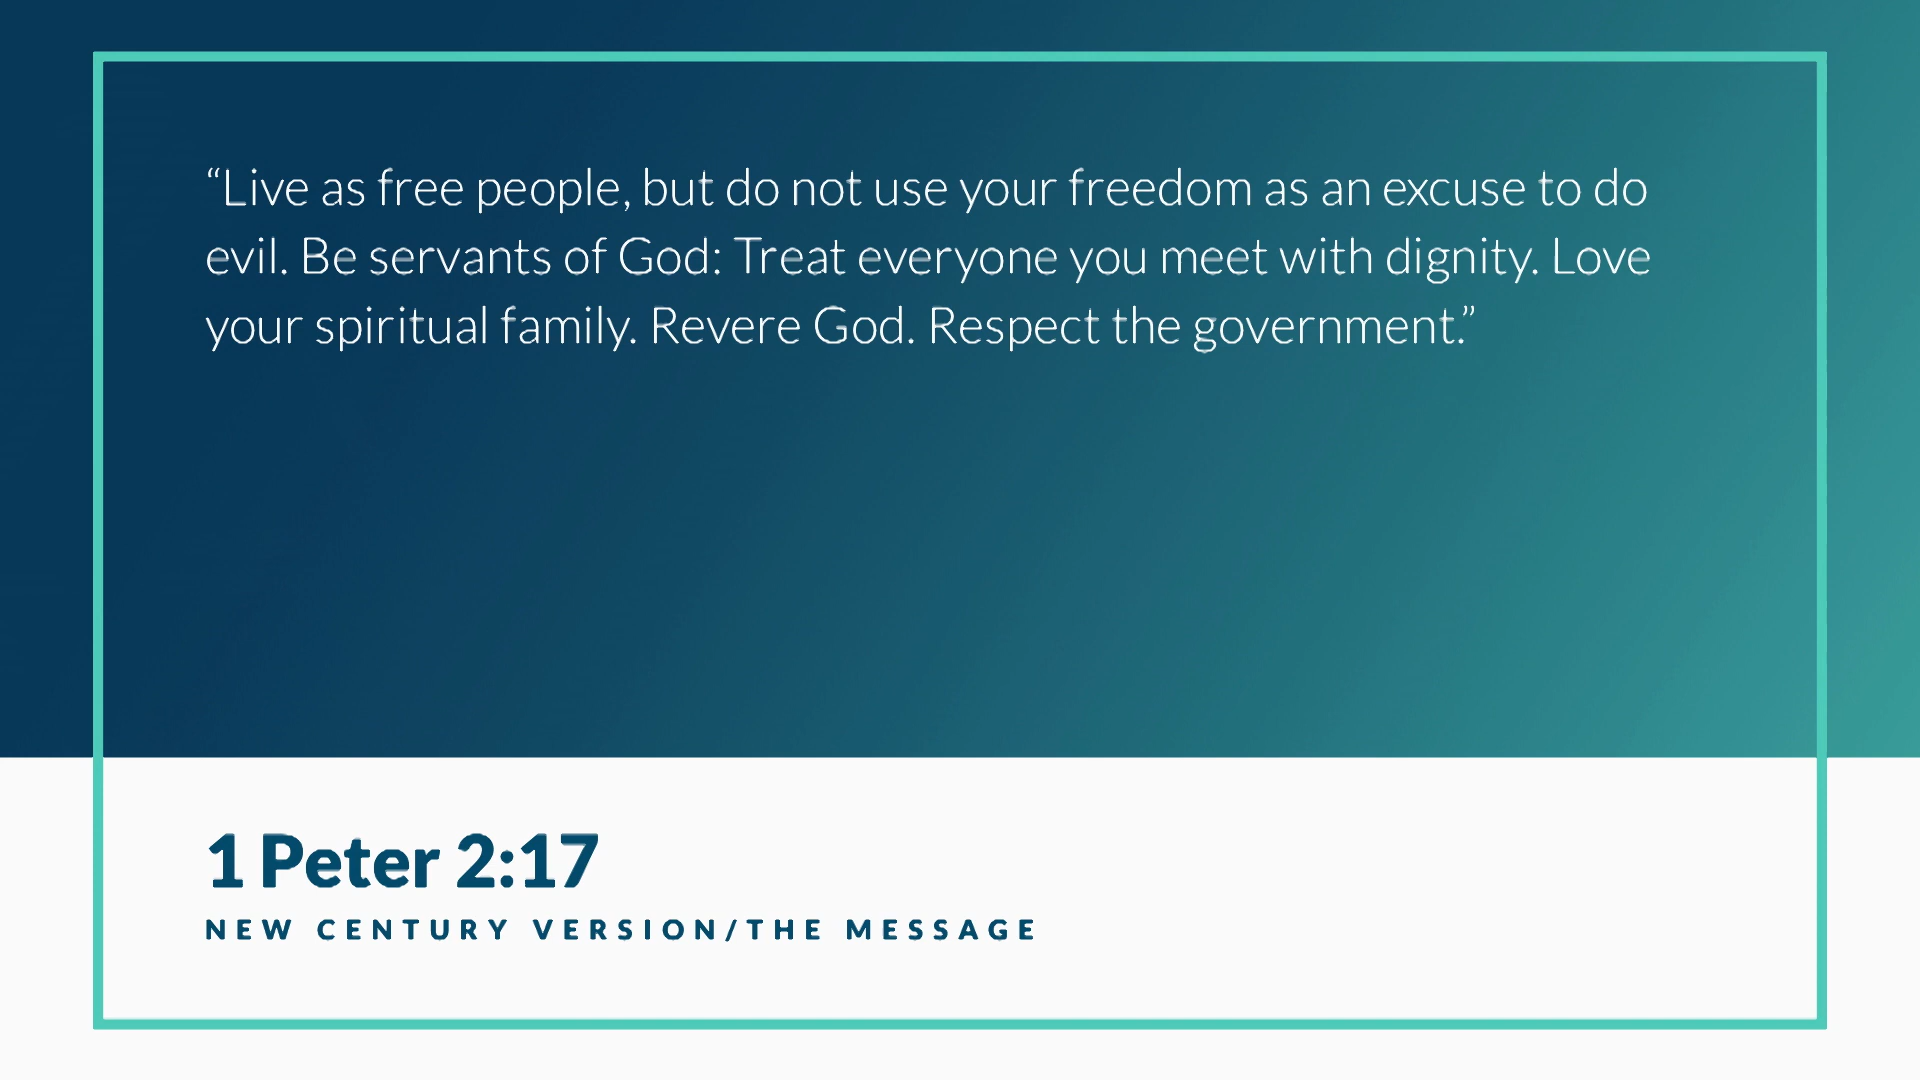 “Live as free people, but do not use your freedom as an excuse to do
evil. Be servants of God: Treat everyone you meet with dignity. Love
your spiritual family. Revere God. Respect the government.”
1 Peter 2:17
NEW CENTURY VERSION/THE MESSAGE